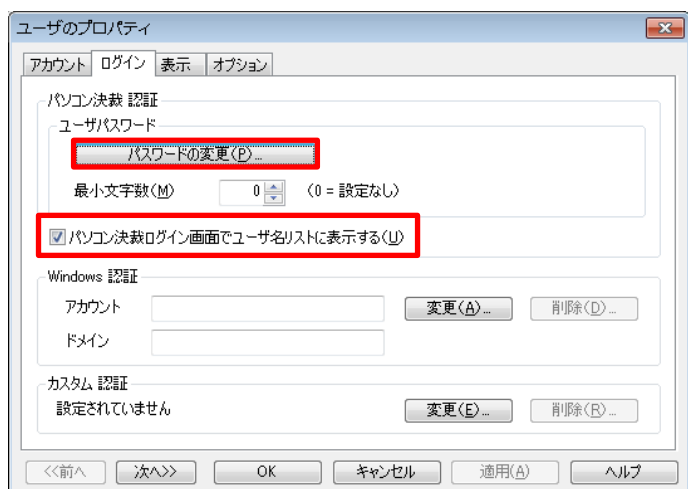 ユーザのプロパティ
アカウント ログイン 表示 オプション
パソコン決裁 認証
ユーザパスワード
パスワードの変更(P)...
最小文字数(M) 0 (0 = 設定なし)
パソコン決裁ログイン画面でユーザ名リストに表示する(U)
Windows 認証
アカウント 変更(A)... 削除(D)...
ドメイン
カスタム 認証
設定されていません 変更(E)... 削除(R)...
<<前へ 次へ>> OK キャンセル 適用(A) ヘルプ